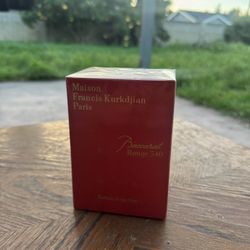 Maison
Francis Kurkdjian
Paris
Baccarat
Rouge 540